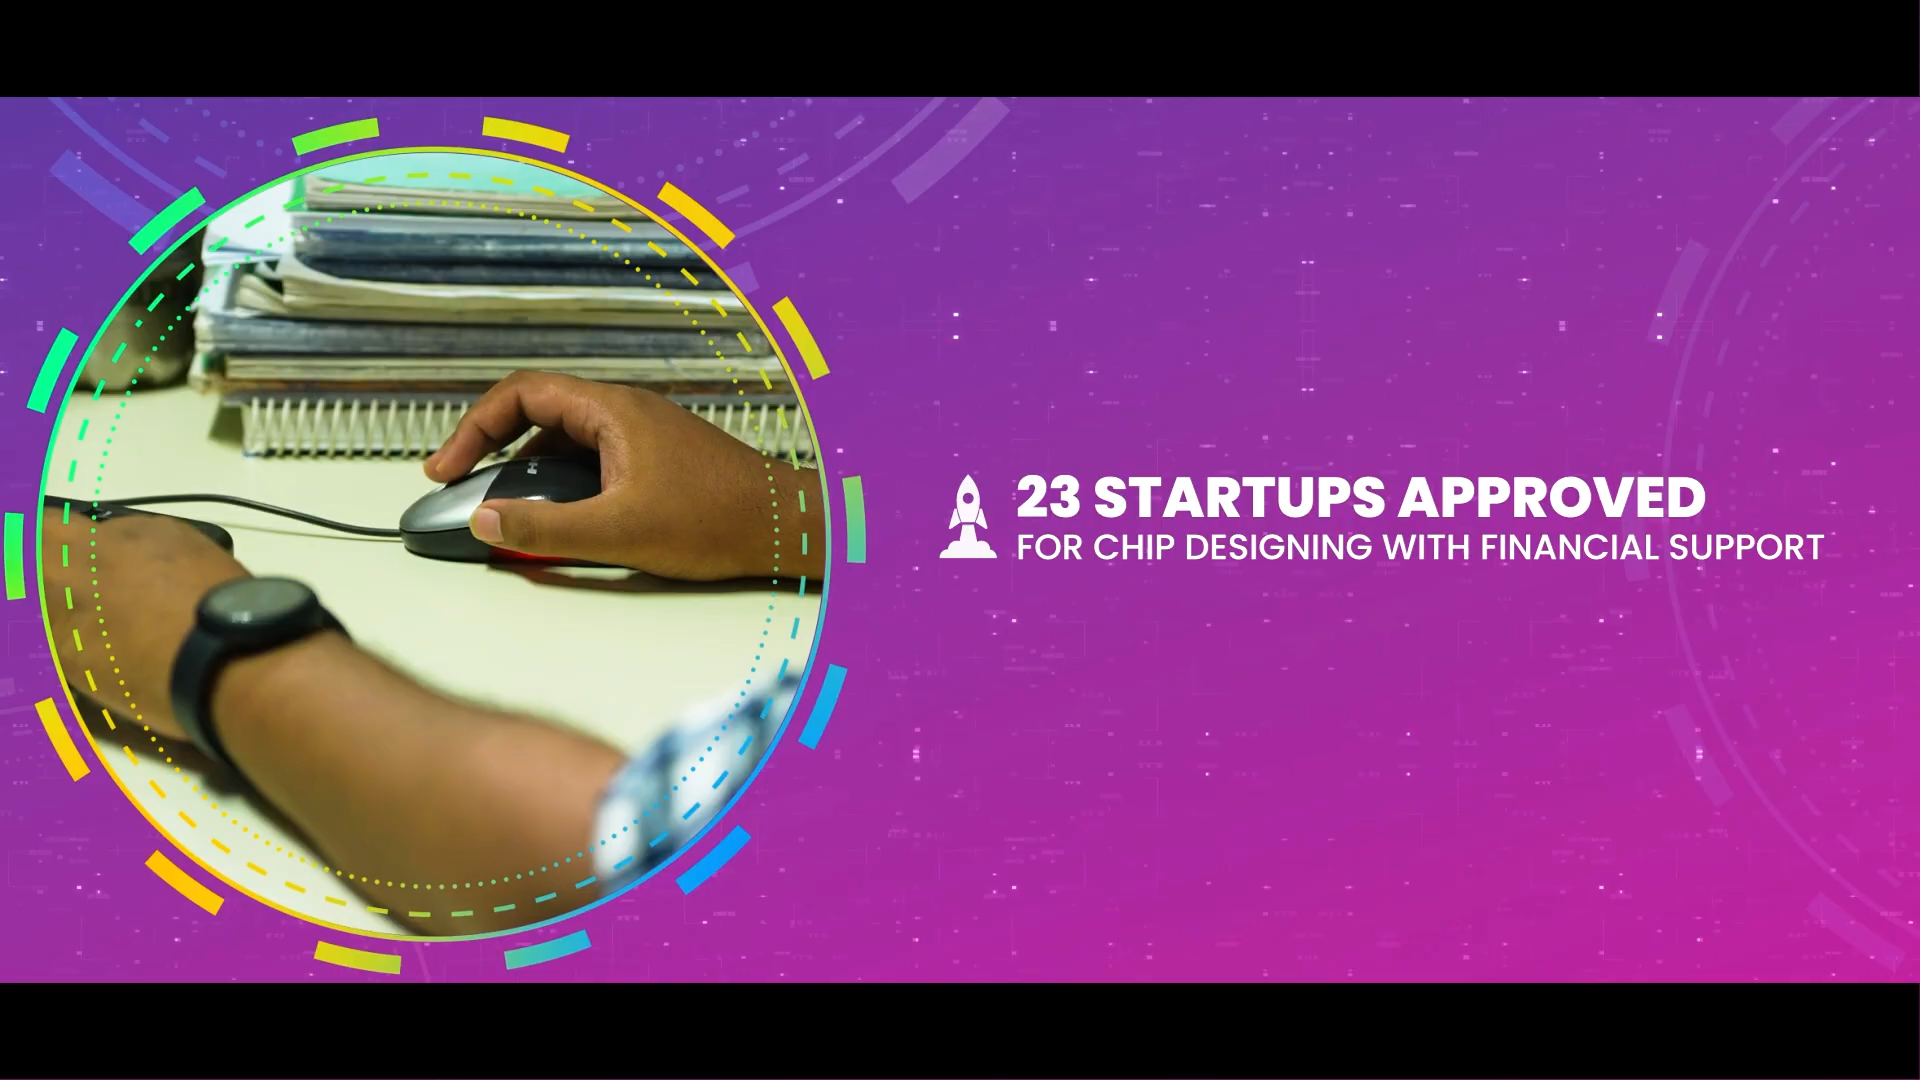 23 STARTUPS APPROVED
FOR CHIP DESIGNING WITH FINANCIAL SUPPORT